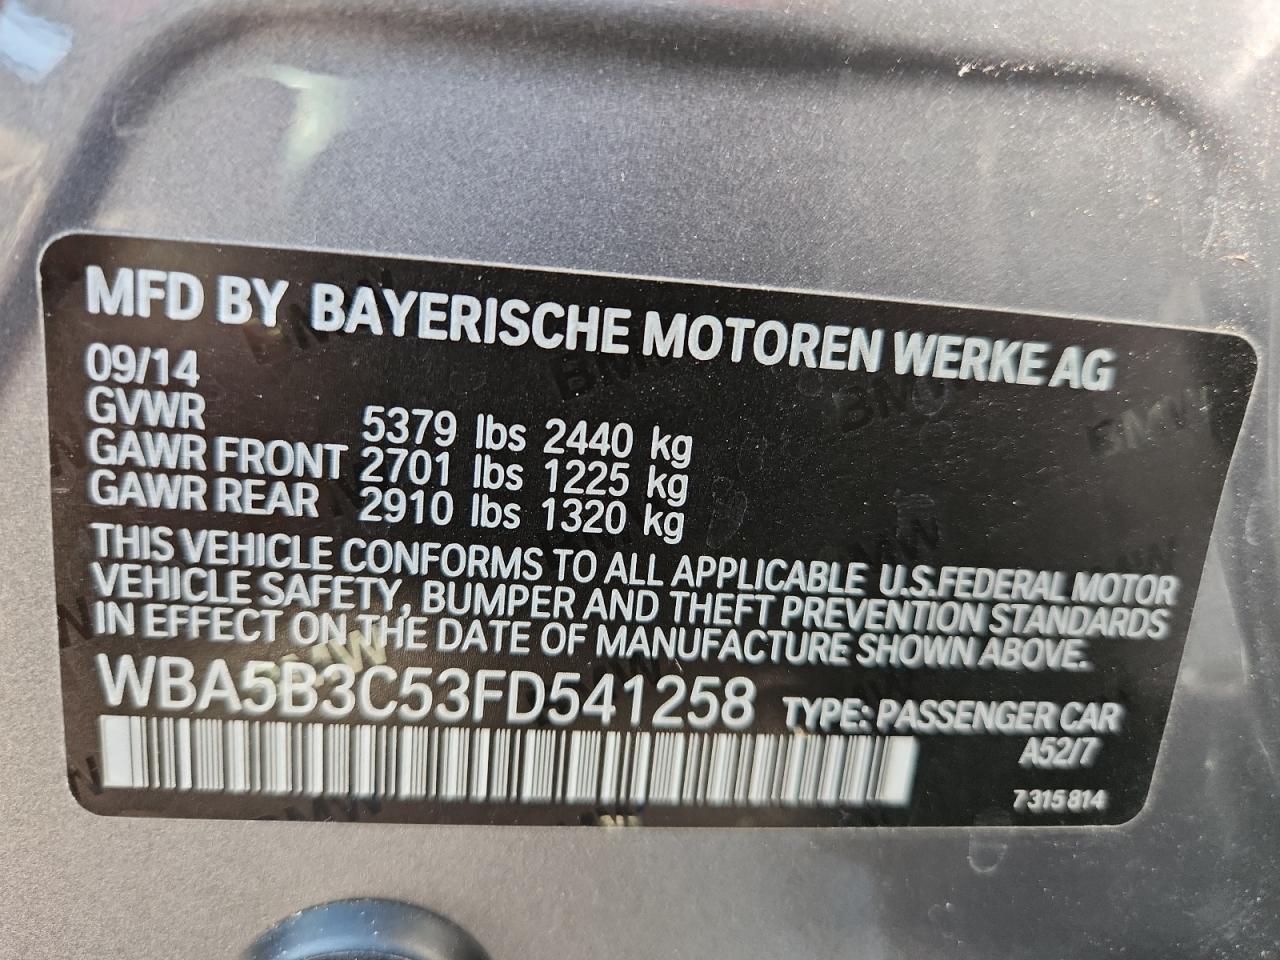 MFD BY BAYERISCHE MOTOREN WERKE AG
09/14
GVWR 5379 lbs 2440 kg
GAWR FRONT 2701 lbs 1225 kg
GAWR REAR 2910 lbs 1320 kg
THIS VEHICLE CONFORMS TO ALL APPLICABLE U.S.FEDERAL MOTOR
VEHICLE SAFETY, BUMPER AND THEFT PREVENTION STANDARDS
IN EFFECT ON THE DATE OF MANUFACTURE SHOWN ABOVE.
WBA5B3C53FD541258 TYPE: PASSENGER CAR
A52/7
7 315 814